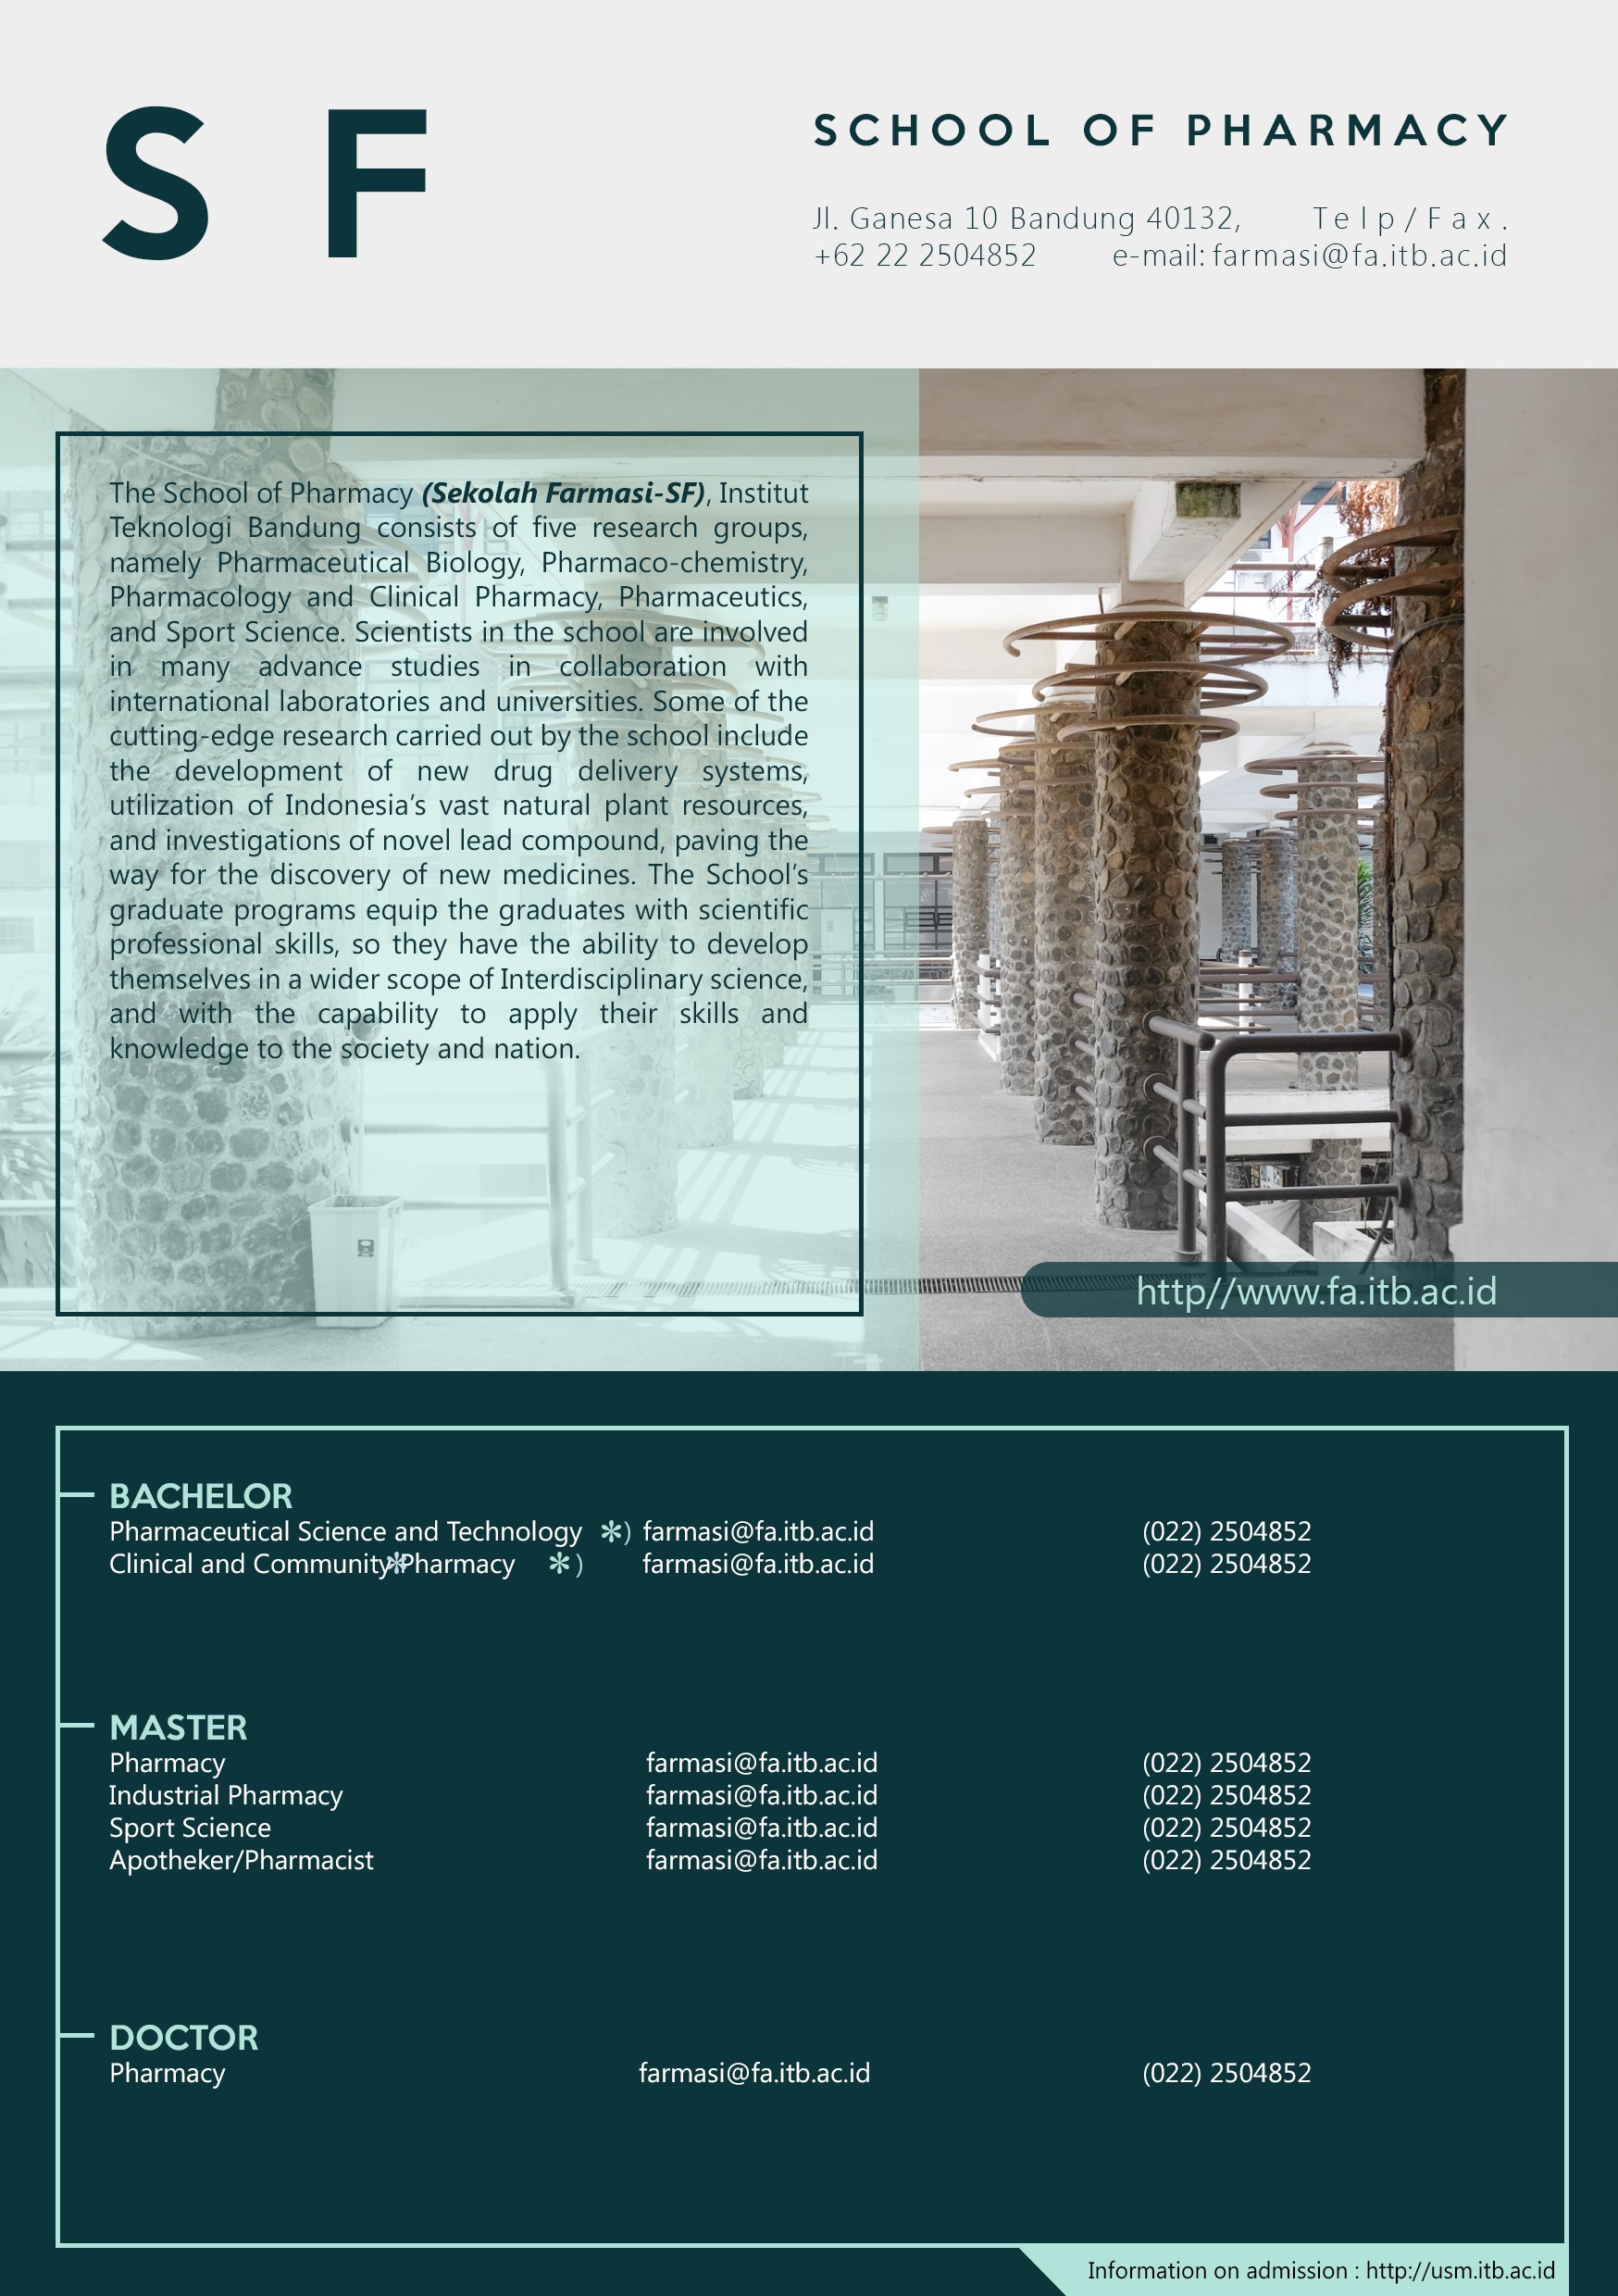 S F
SCHOOL OF PHARMACY
Jl. Ganesa 10 Bandung 40132, Telp/Fax.
+62 22 2504852 e-mail: farmasi@fa.itb.ac.id
The School of Pharmacy (Sekolah Farmasi-SF), Institut
Teknologi Bandung consists of five research groups,
namely Pharmaceutical Biology, Pharmaco-chemistry,
Pharmacology and Clinical Pharmacy, Pharmaceutics,
and Sport Science. Scientists in the school are involved
in many advance studies in collaboration with
international laboratories and universities. Some of the
cutting-edge research carried out by the school include
the development of new drug delivery systems,
utilization of Indonesia’s vast natural plant resources,
and investigations of novel lead compound, paving the
way for the discovery of new medicines. The School’s
graduate programs equip the graduates with scientific
professional skills, so they have the ability to develop
themselves in a wider scope of Interdisciplinary science,
and with the capability to apply their skills and
knowledge to the society and nation.
http//www.fa.itb.ac.id
BACHELOR
Pharmaceutical Science and Technology *) farmasi@fa.itb.ac.id (022) 2504852
Clinical and Community*Pharmacy *) farmasi@fa.itb.ac.id (022) 2504852
MASTER
Pharmacy farmasi@fa.itb.ac.id (022) 2504852
Industrial Pharmacy farmasi@fa.itb.ac.id (022) 2504852
Sport Science farmasi@fa.itb.ac.id (022) 2504852
Apotheker/Pharmacist farmasi@fa.itb.ac.id (022) 2504852
DOCTOR
Pharmacy farmasi@fa.itb.ac.id (022) 2504852
Information on admission : http://usm.itb.ac.id